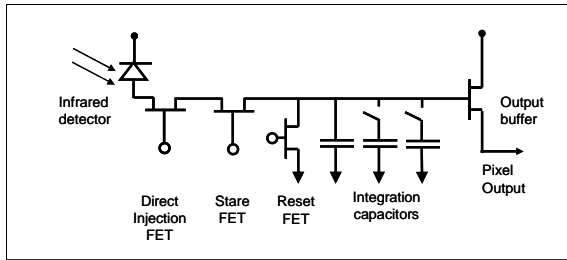 Infrared
detector
Direct
Injection
FET
Stare
FET
Reset
FET
Integration
capacitors
Output
buffer
Pixel
Output